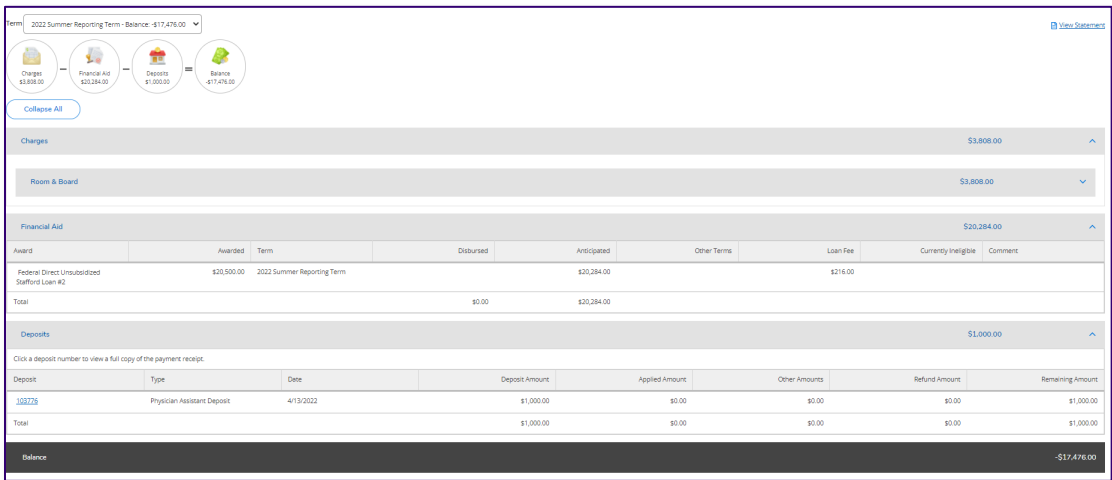 Term 2022 Summer Reporting Term - Balance: -$17,476.00
View Statement
Charges $3,808.00 – Financial Aid $20,284.00 – Deposits $1,000.00 = Balance -$17,476.00
Collapse All
Charges $3,808.00
Room & Board $3,808.00
Financial Aid $20,284.00
Award Awarded Term Disbursed Anticipated Other Terms Loan Fee Currently Ineligible Comment
Federal Direct Unsubsidized $20,500.00 2022 Summer Reporting Term $20,284.00 $216.00
Stafford Loan #2
Total $0.00 $20,284.00
Deposits $1,000.00
Click a deposit number to view a full copy of the payment receipt.
Deposit Type Date Deposit Amount Applied Amount Other Amounts Refund Amount Remaining Amount
103776 Physician Assistant Deposit 4/13/2022 $1,000.00 $0.00 $0.00 $0.00 $1,000.00
Total $1,000.00 $0.00 $0.00 $0.00 $1,000.00
Balance -$17,476.00